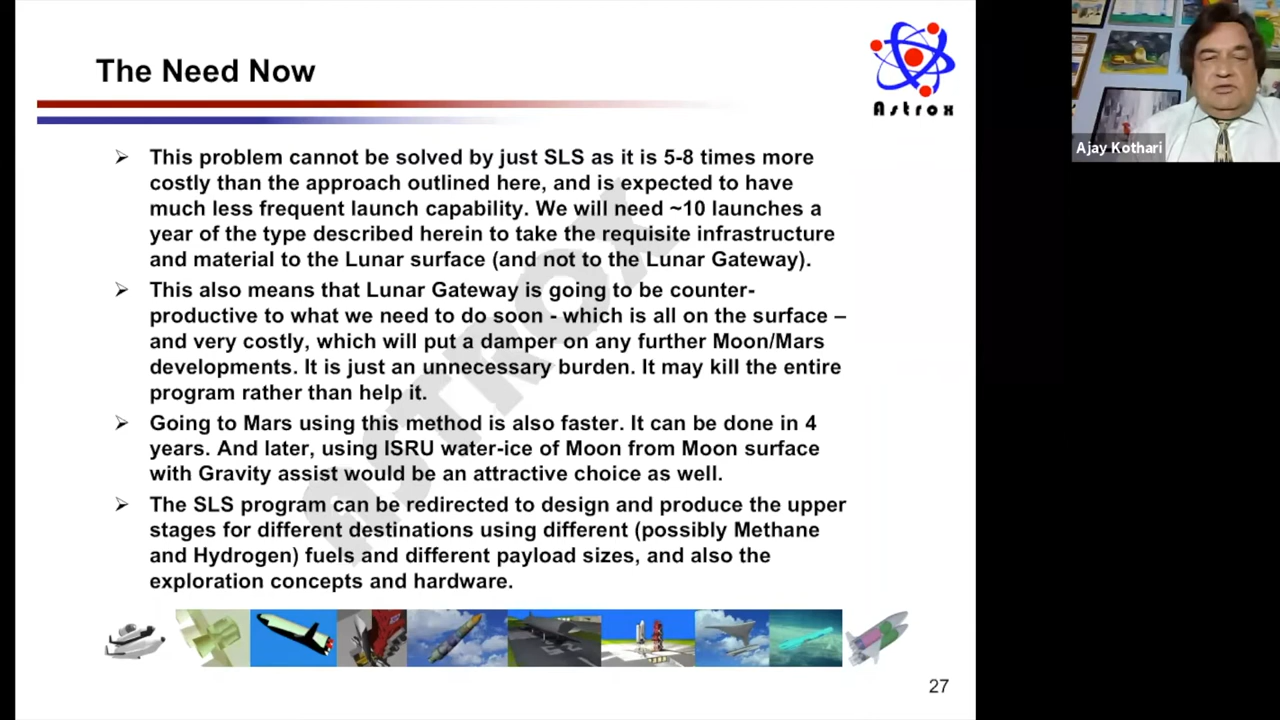 The Need Now
Astrox
This problem cannot be solved by just SLS as it is 5-8 times more
costly than the approach outlined here, and is expected to have
much less frequent launch capability. We will need ~10 launches a
year of the type described herein to take the requisite infrastructure
and material to the Lunar surface (and not to the Lunar Gateway).
This also means that Lunar Gateway is going to be counter-
productive to what we need to do soon - which is all on the surface –
and very costly, which will put a damper on any further Moon/Mars
developments. It is just an unnecessary burden. It may kill the entire
program rather than help it.
Going to Mars using this method is also faster. It can be done in 4
years. And later, using ISRU water-ice of Moon from Moon surface
with Gravity assist would be an attractive choice as well.
The SLS program can be redirected to design and produce the upper
stages for different destinations using different (possibly Methane
and Hydrogen) fuels and different payload sizes, and also the
exploration concepts and hardware.
ASTROX
27
Ajay Kothari